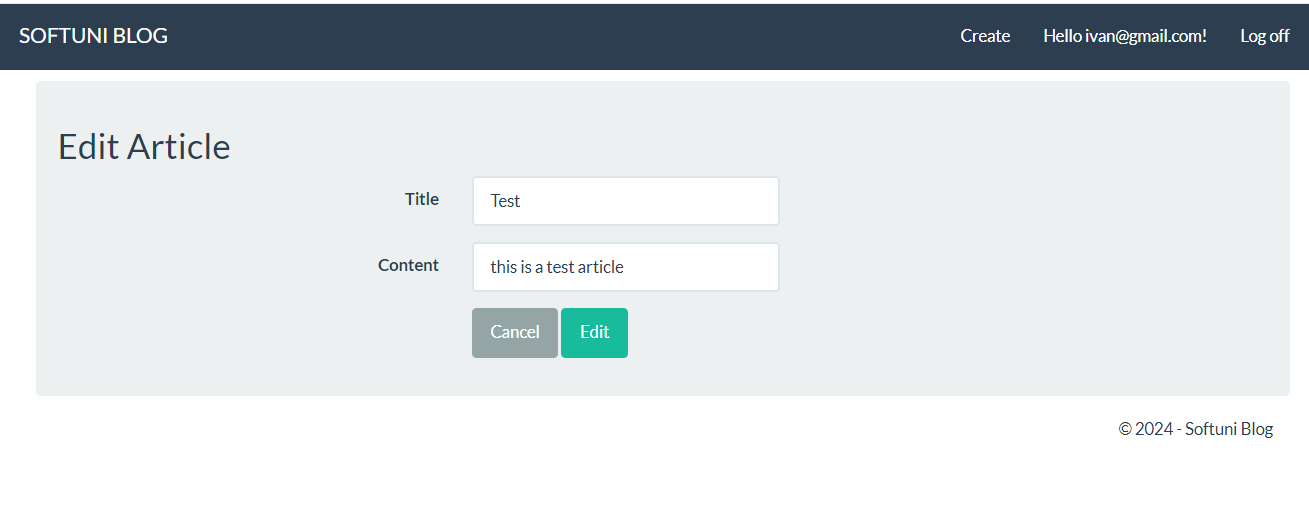 SOFTUNI BLOG Create Hello ivan@gmail.com! Log off
Edit Article
Title Test
Content this is a test article
Cancel Edit
© 2024 - Softuni Blog